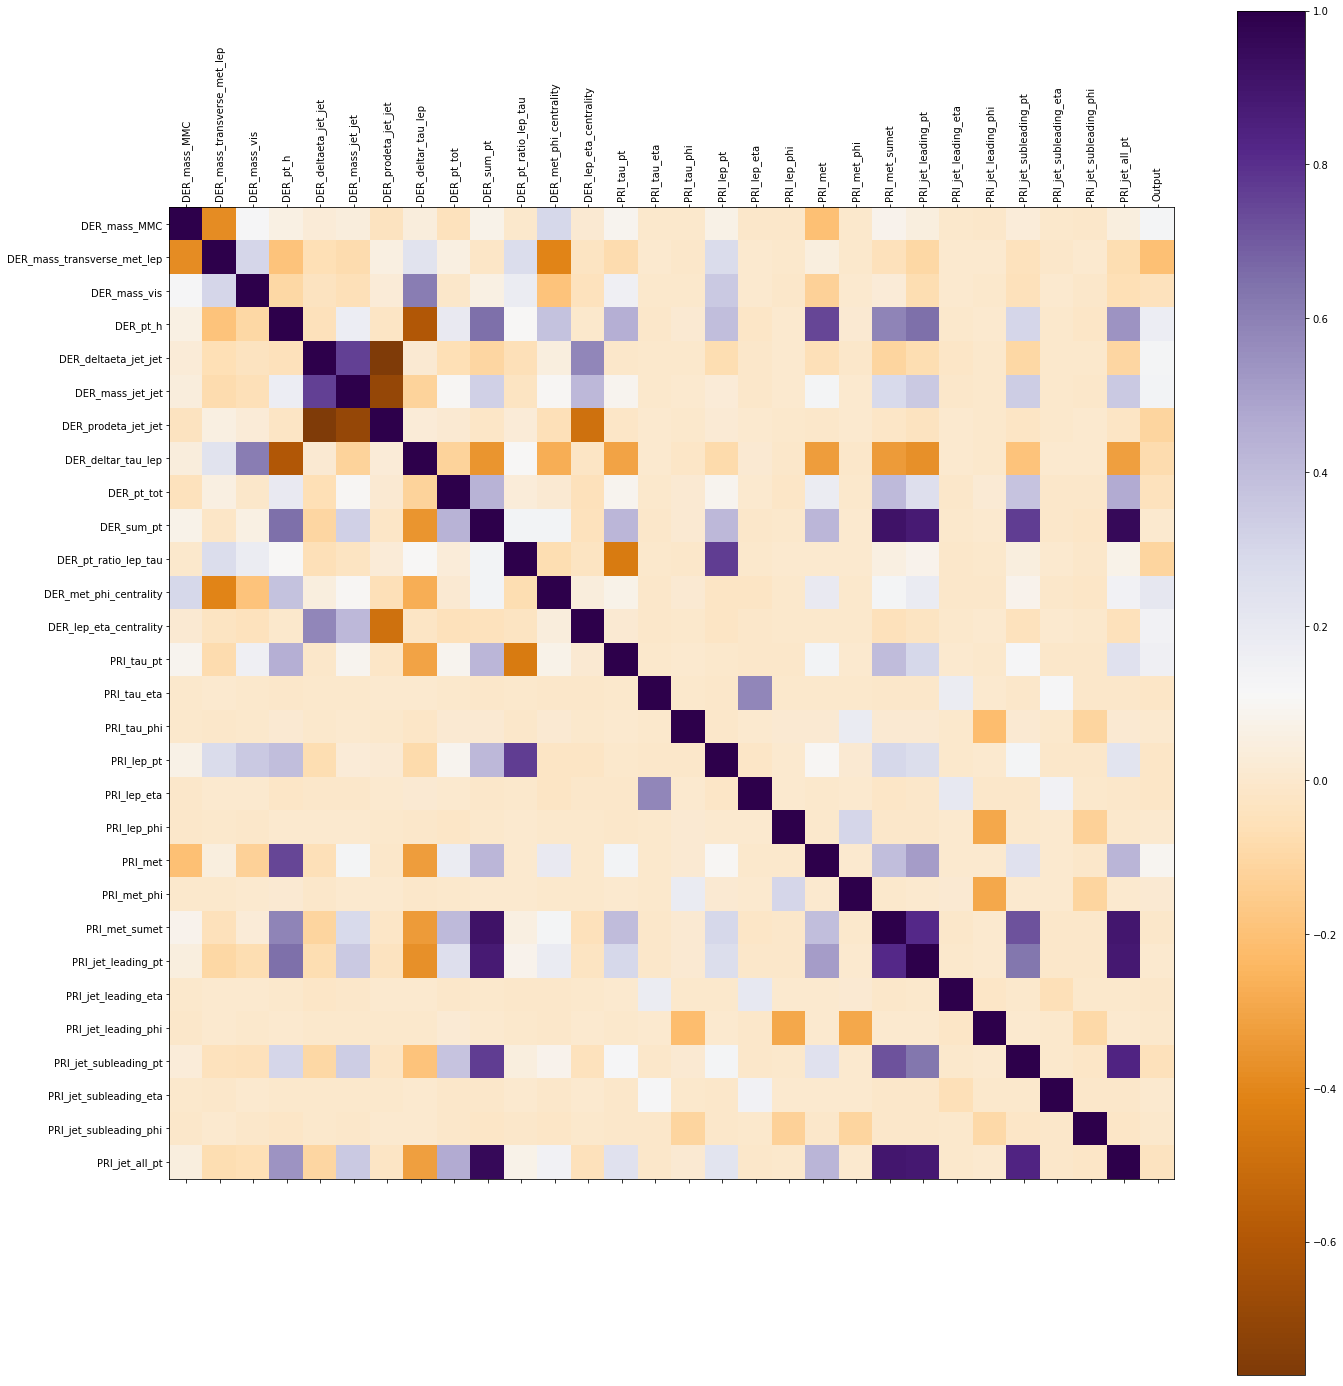 DER_mass_MMC
DER_mass_transverse_met_lep
DER_mass_vis
DER_pt_h
DER_deltaeta_jet_jet
DER_mass_jet_jet
DER_prodeta_jet_jet
DER_deltar_tau_lep
DER_pt_tot
DER_sum_pt
DER_pt_ratio_lep_tau
DER_met_phi_centrality
DER_lep_eta_centrality
PRI_tau_pt
PRI_tau_eta
PRI_tau_phi
PRI_lep_pt
PRI_lep_eta
PRI_lep_phi
PRI_met
PRI_met_phi
PRI_met_sumet
PRI_jet_leading_pt
PRI_jet_leading_eta
PRI_jet_leading_phi
PRI_jet_subleading_pt
PRI_jet_subleading_eta
PRI_jet_subleading_phi
PRI_jet_all_pt
Output
DER_mass_MMC
DER_mass_transverse_met_lep
DER_mass_vis
DER_pt_h
DER_deltaeta_jet_jet
DER_mass_jet_jet
DER_prodeta_jet_jet
DER_deltar_tau_lep
DER_pt_tot
DER_sum_pt
DER_pt_ratio_lep_tau
DER_met_phi_centrality
DER_lep_eta_centrality
PRI_tau_pt
PRI_tau_eta
PRI_tau_phi
PRI_lep_pt
PRI_lep_eta
PRI_lep_phi
PRI_met
PRI_met_phi
PRI_met_sumet
PRI_jet_leading_pt
PRI_jet_leading_eta
PRI_jet_leading_phi
PRI_jet_subleading_pt
PRI_jet_subleading_eta
PRI_jet_subleading_phi
PRI_jet_all_pt
1.0
0.8
0.6
0.4
0.2
0.0
−0.2
−0.4
−0.6